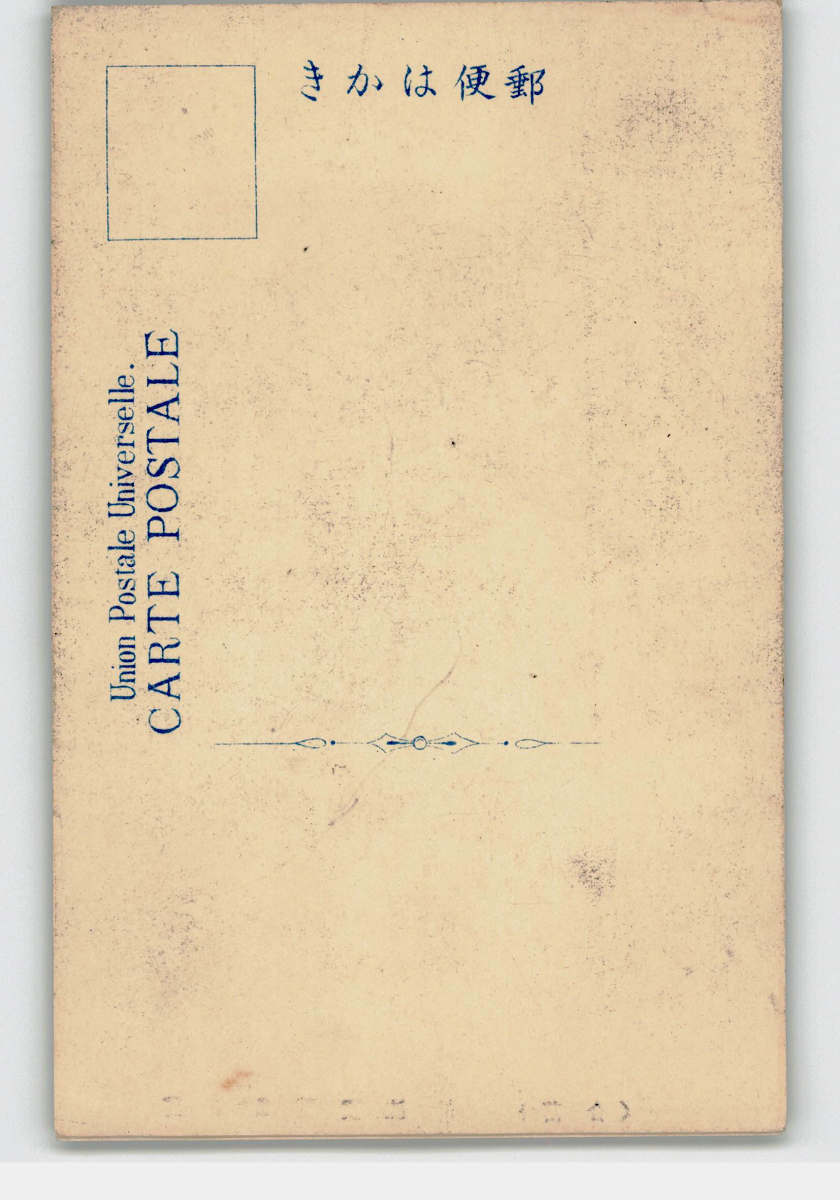 郵便はかき
Union Postale Universelle.
CARTE POSTALE